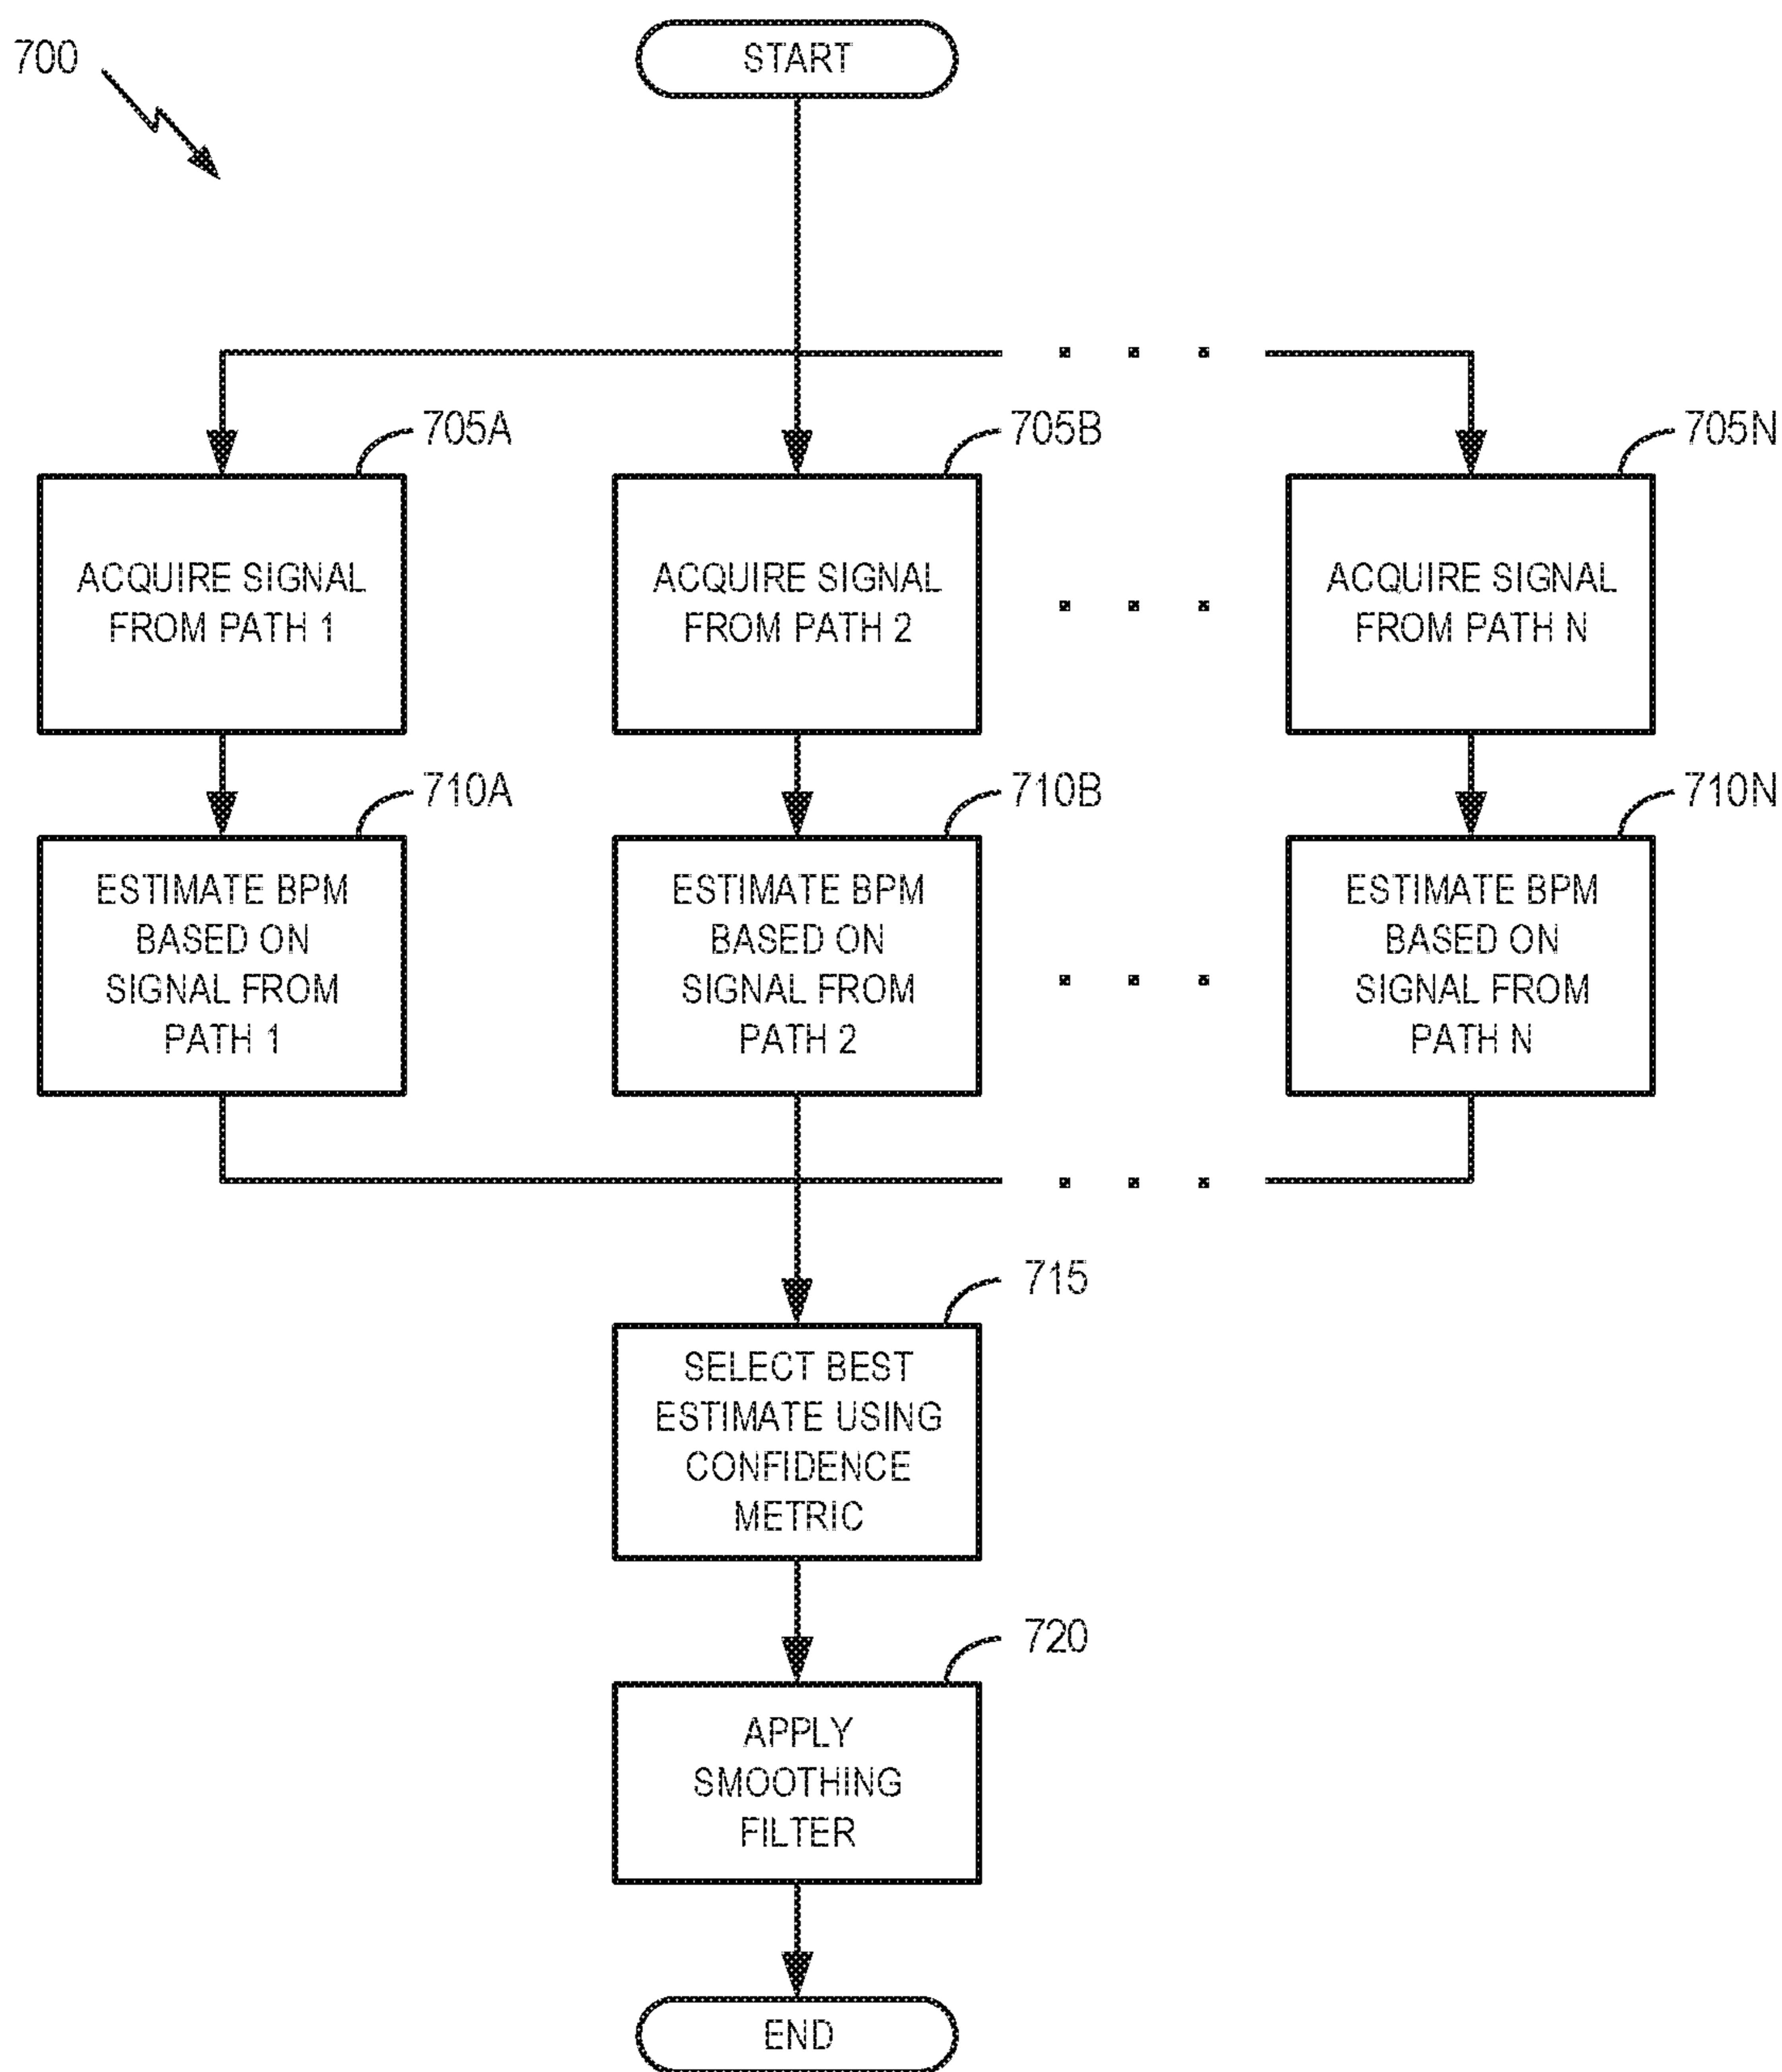 700
START
705A
705B
705N
ACQUIRE SIGNAL
FROM PATH 1
ACQUIRE SIGNAL
FROM PATH 2
ACQUIRE SIGNAL
FROM PATH N
710A
710B
710N
ESTIMATE BPM
BASED ON
SIGNAL FROM
PATH 1
ESTIMATE BPM
BASED ON
SIGNAL FROM
PATH 2
ESTIMATE BPM
BASED ON
SIGNAL FROM
PATH N
715
SELECT BEST
ESTIMATE USING
CONFIDENCE
METRIC
720
APPLY
SMOOTHING
FILTER
END